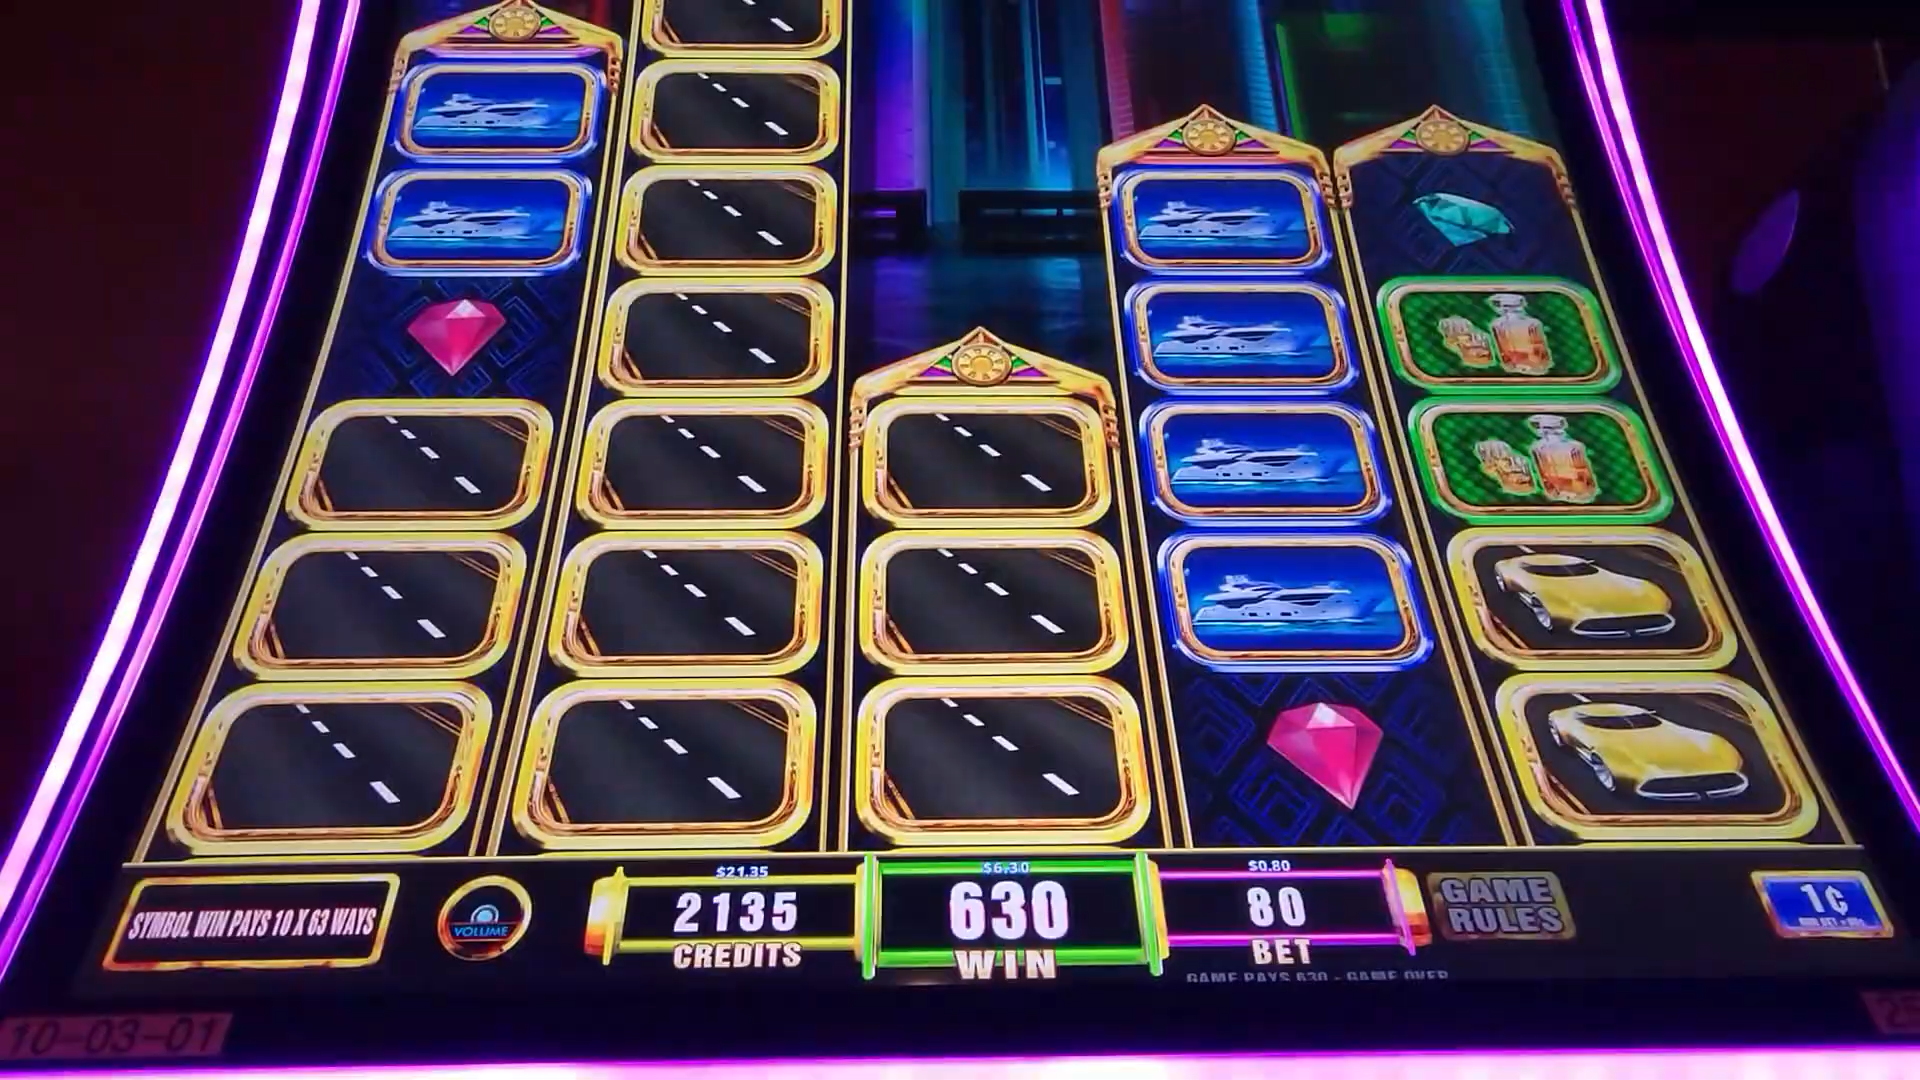 $21.35
$6.30
$0.80
SYMBOL WIN PAYS 10 X 63 WAYS
VOLUME
2135
CREDITS
630
WIN
80
BET
GAME
RULES
1¢
GAME PAYS 630 - GAME OVER
10-03-01